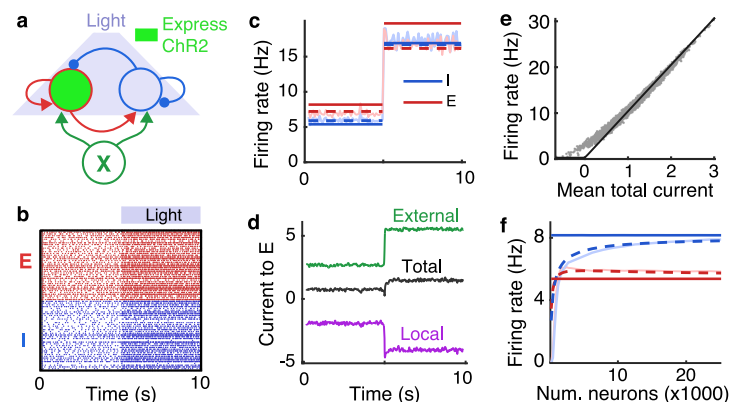 a
Light
Express
ChR2
X
b
Light
E
I
0
10
Time (s)
c
Firing rate (Hz)
15
10
5
0
0
10
I
E
d
Current to E
5
0
-5
External
Total
Local
0
10
Time (s)
e
Firing rate (Hz)
30
20
10
0
0
1
2
3
Mean total current
f
Firing rate (Hz)
8
4
0
10
20
Num. neurons (x1000)